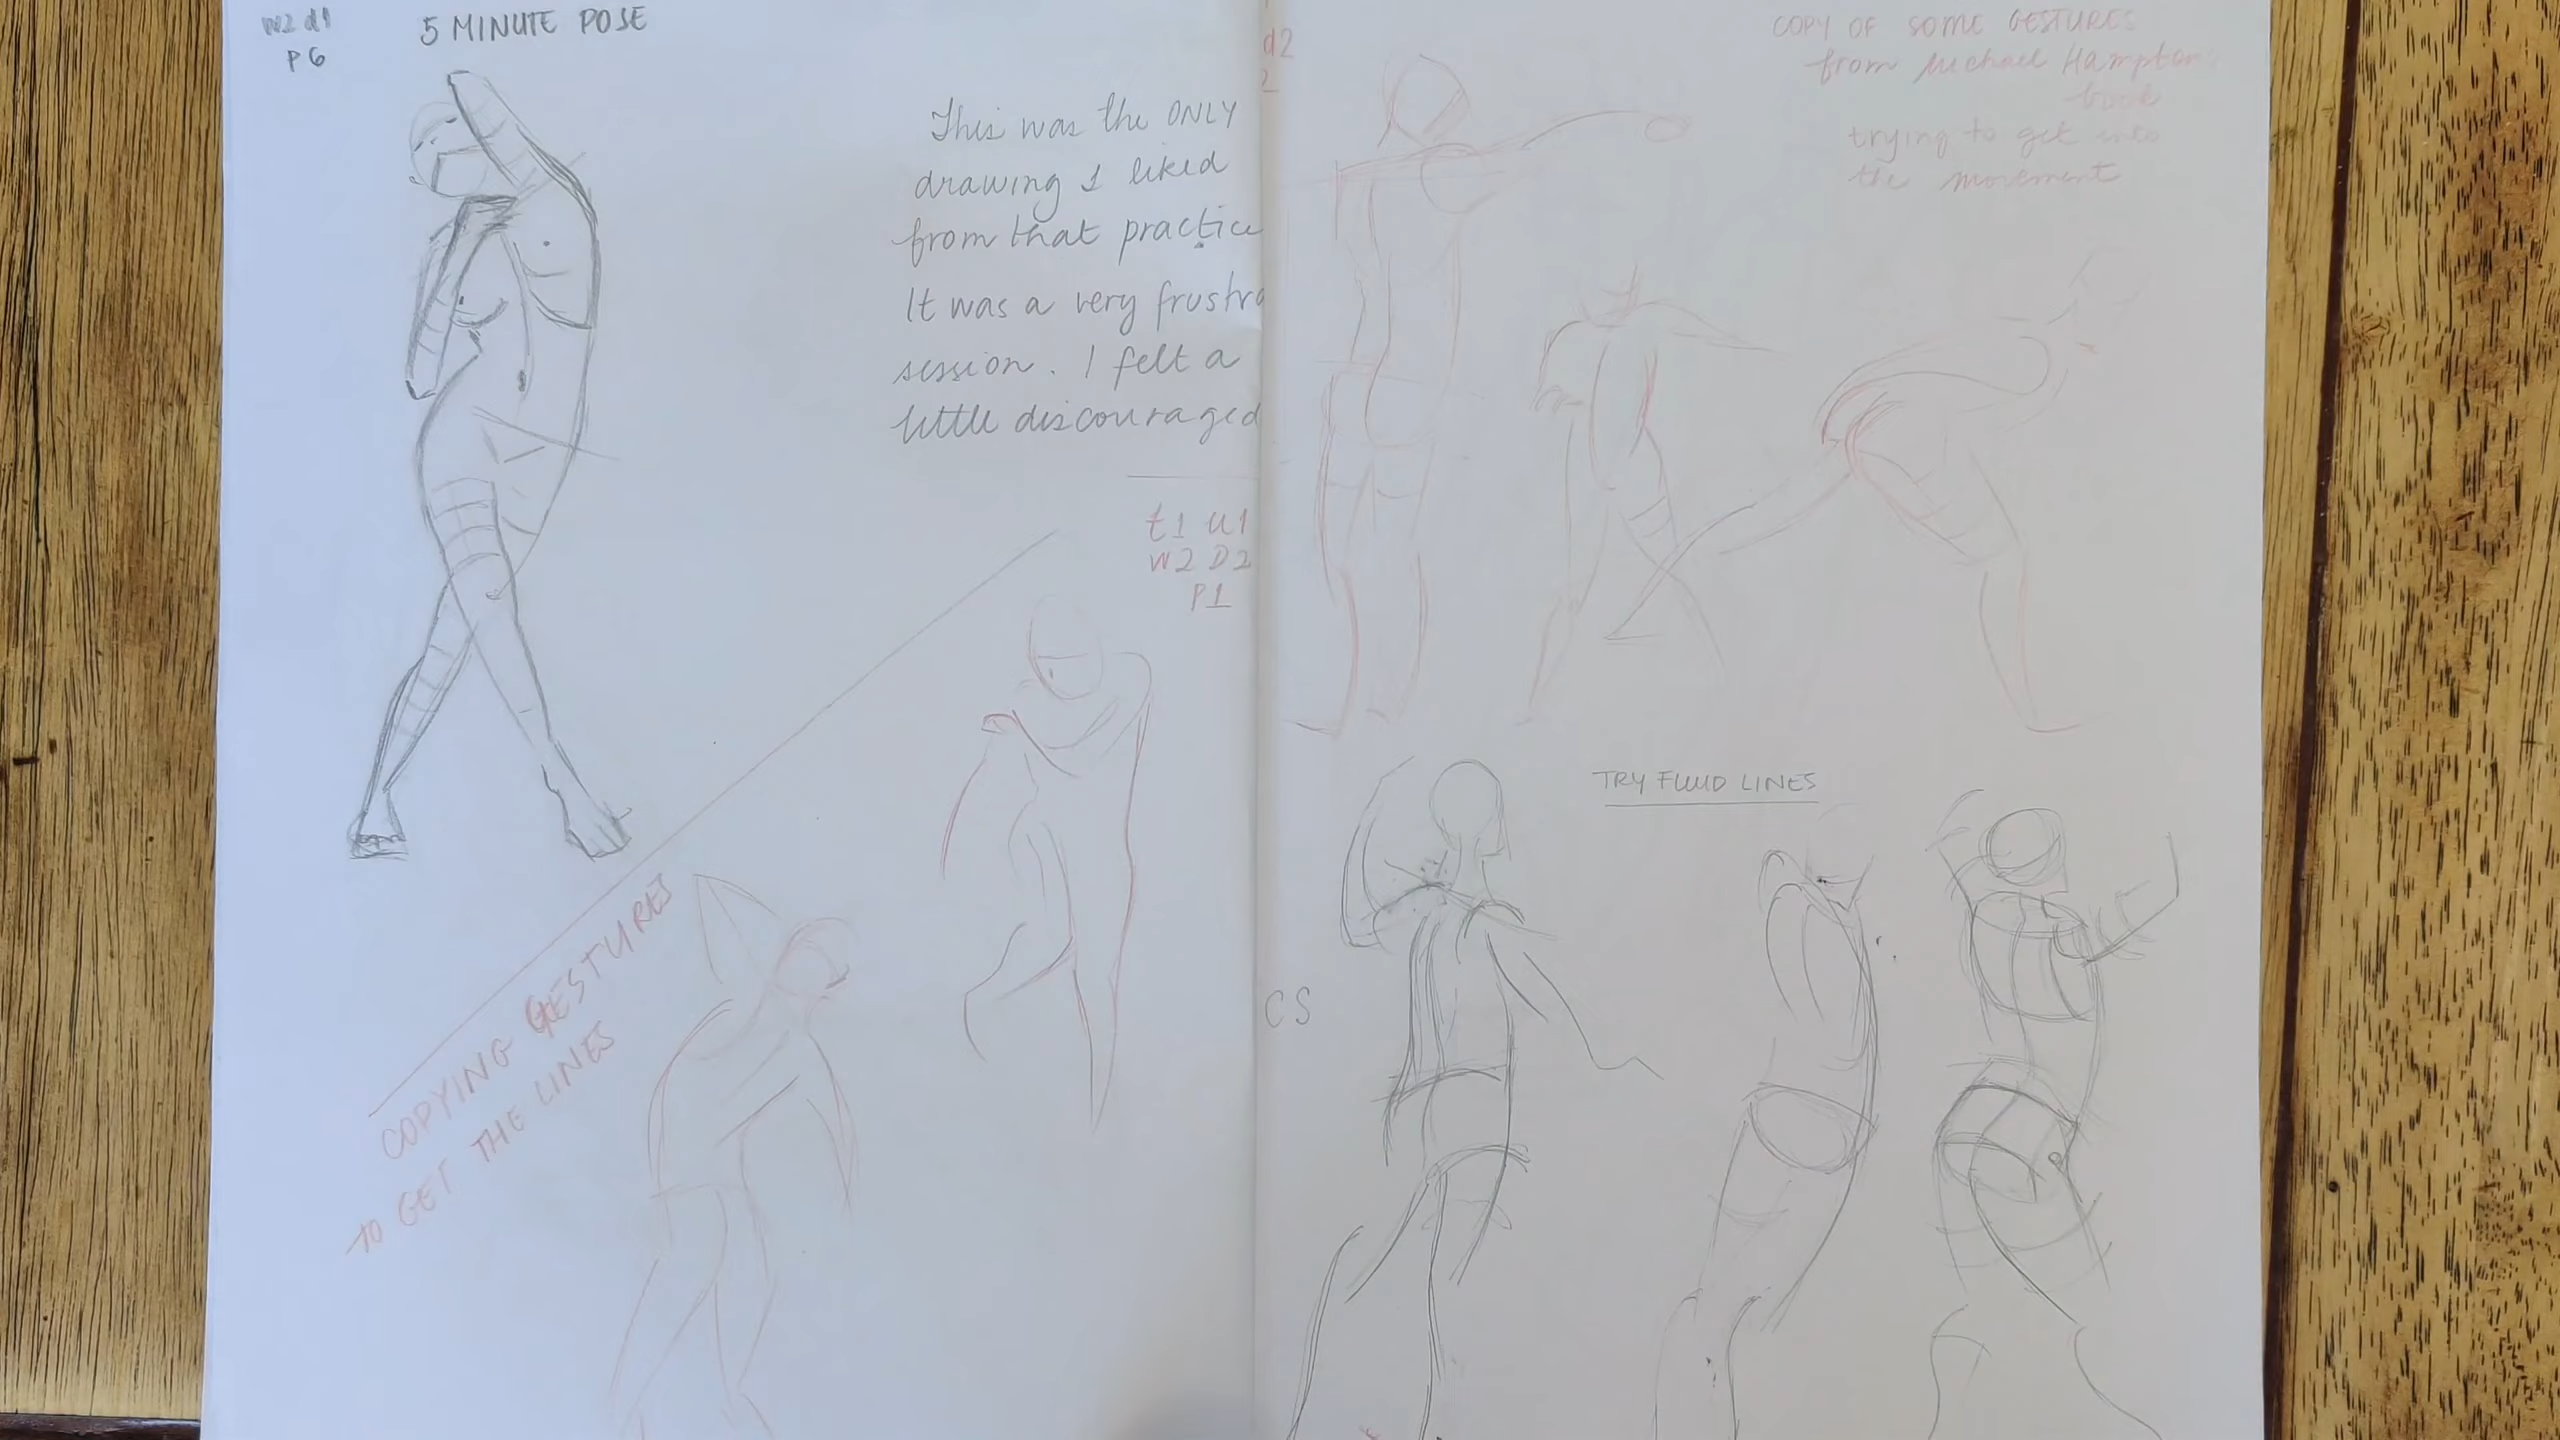 W2 d1
P6
5 MINUTE POSE
This was the ONLY
drawing I liked
from that practice
It was a very frustra
session. I felt a
little discouraged
t1 U1
W2 D2
P1
COPYING GESTURES
TO GET THE LINES
d2
2
COPY OF SOME GESTURES
from Michael Hampton
book
trying to get into
the movement
TRY FLUID LINES
CS